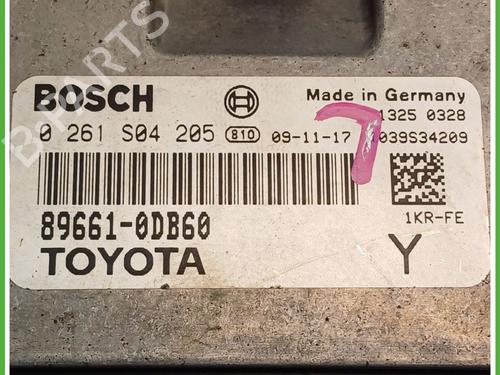 BOSCH
Made in Germany
1325 0328
0 261 S04 205 810 09-11-17 039S34209
89661-0DB60
1KR-FE
TOYOTA
Y
B-PARTS